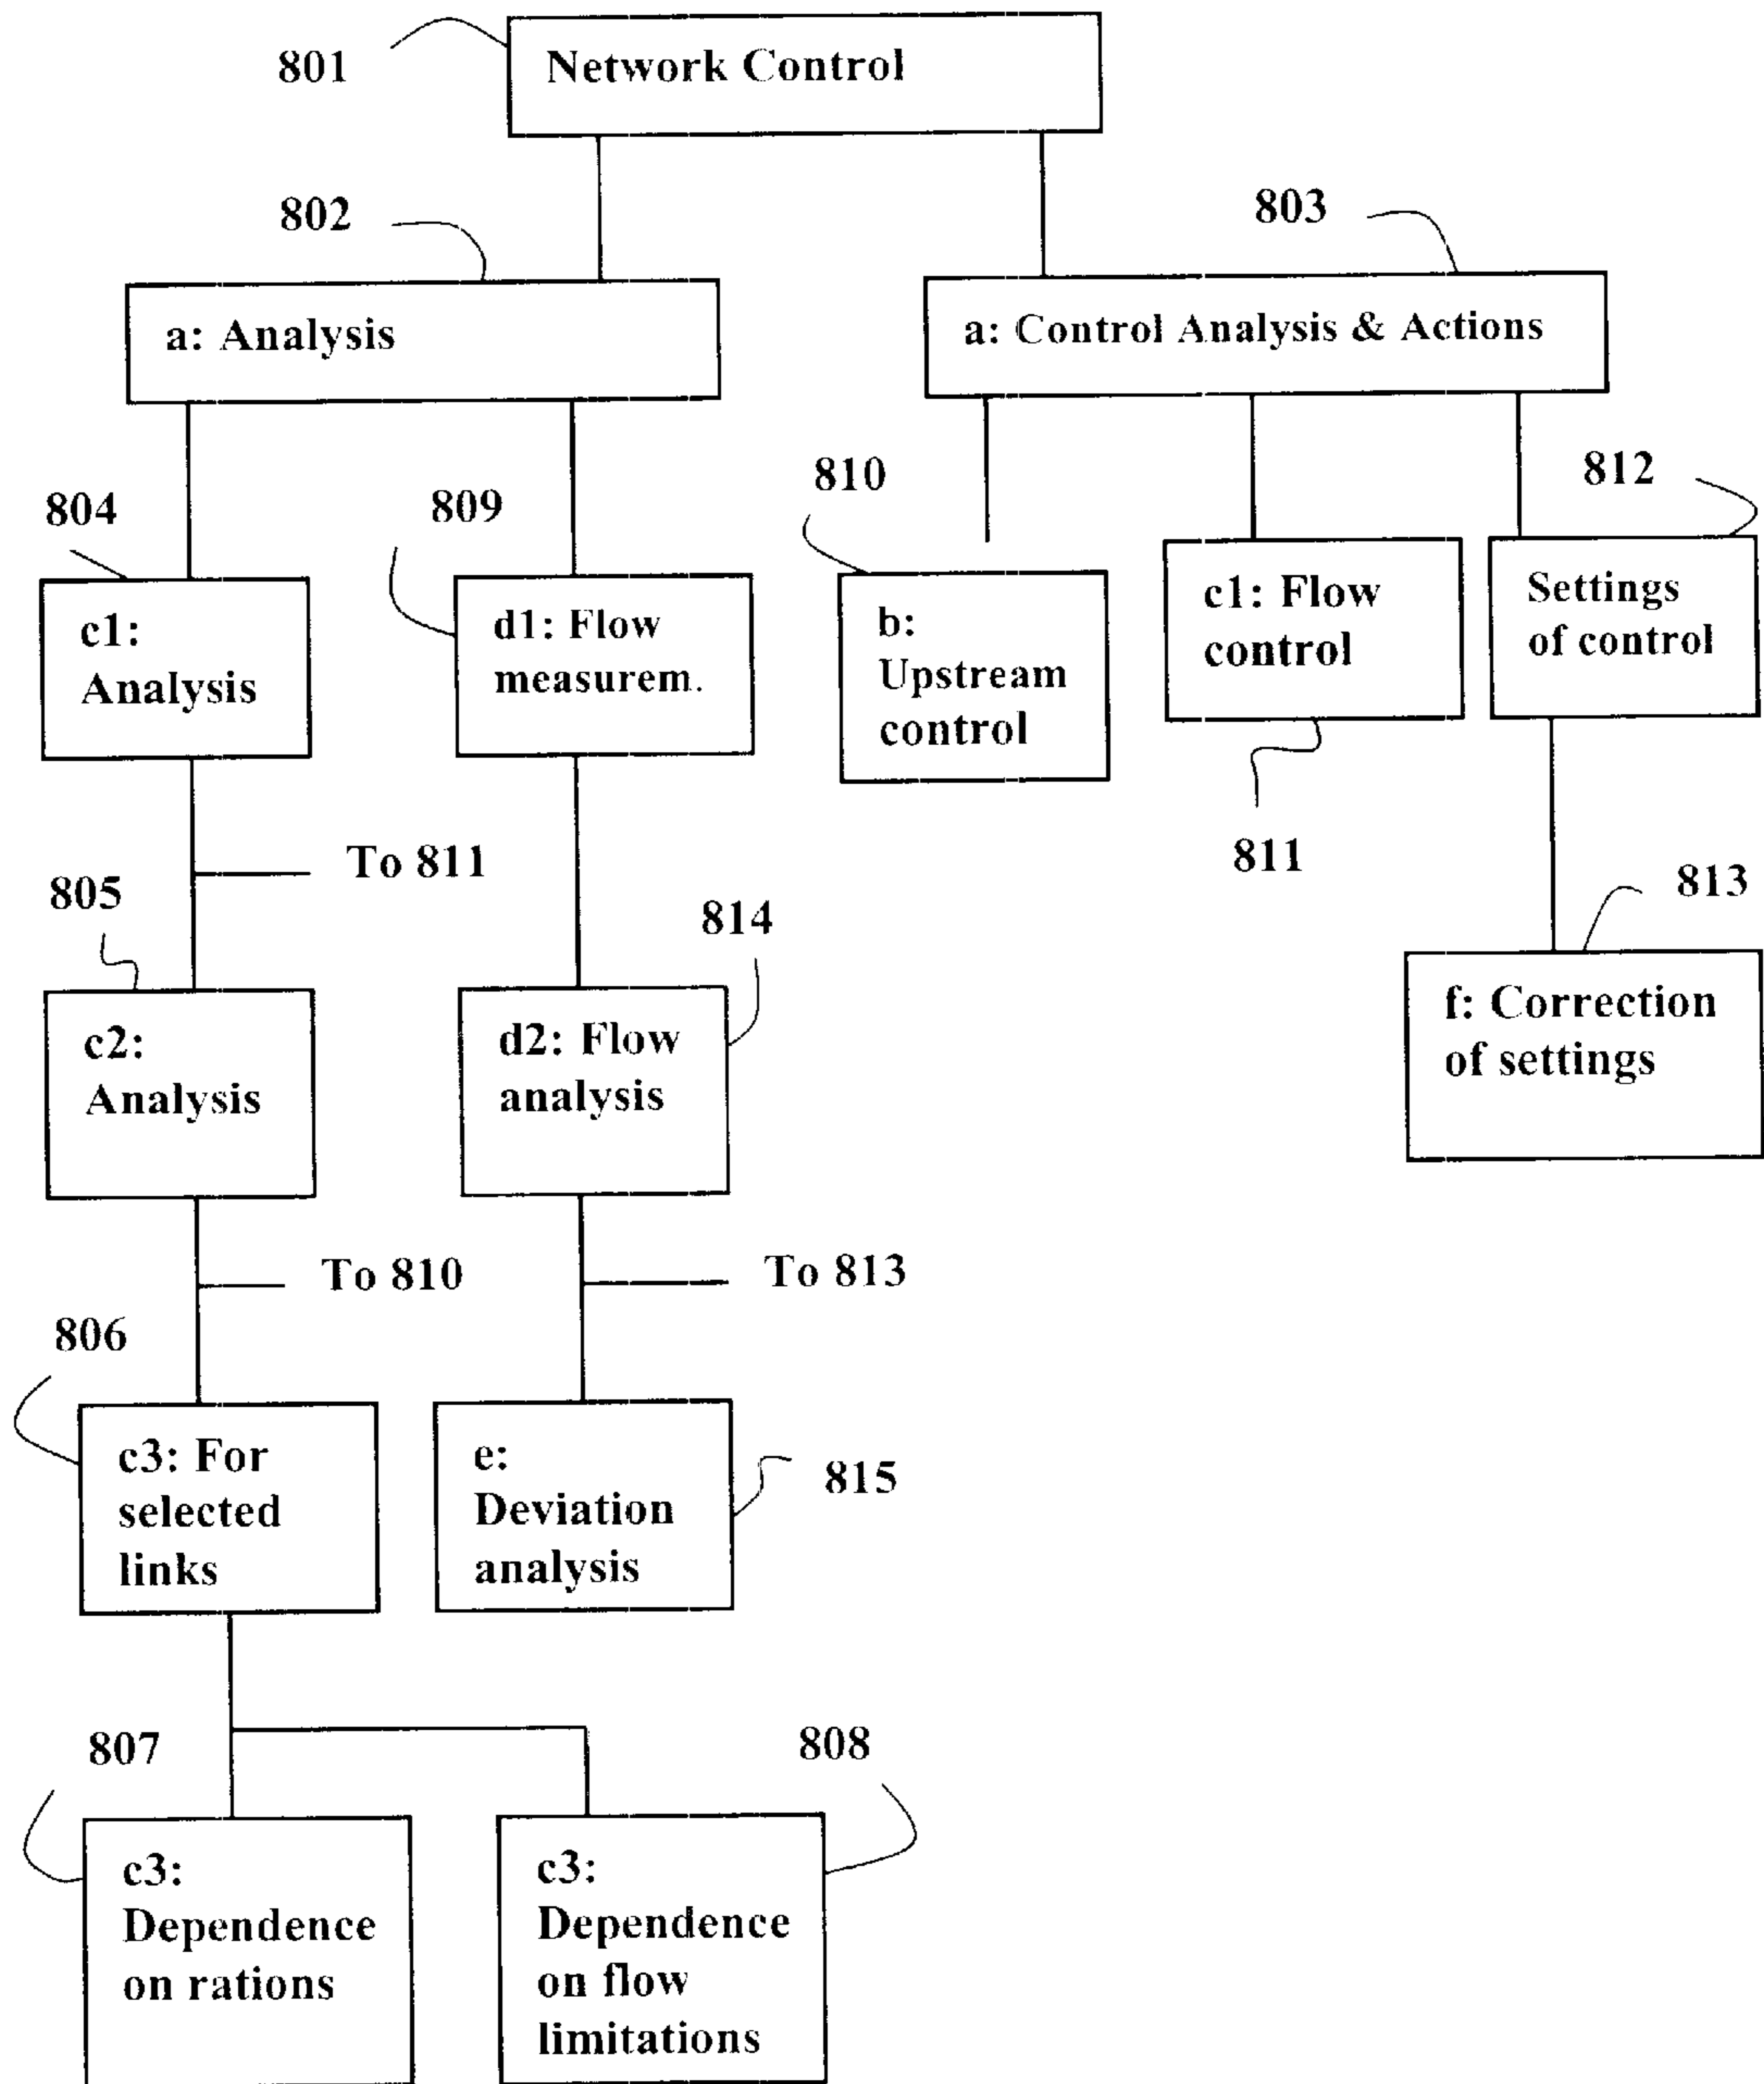 801
Network Control
802
803
a: Analysis
a: Control Analysis & Actions
804
809
810
812
c1:
Analysis
d1: Flow
measurem.
b:
Upstream
control
c1: Flow
control
Settings
of control
811
813
To 811
805
814
c2:
Analysis
d2: Flow
analysis
f: Correction
of settings
To 810
To 813
806
c3: For
selected
links
e:
Deviation
analysis
815
807
808
c3:
Dependence
on rations
c3:
Dependence
on flow
limitations